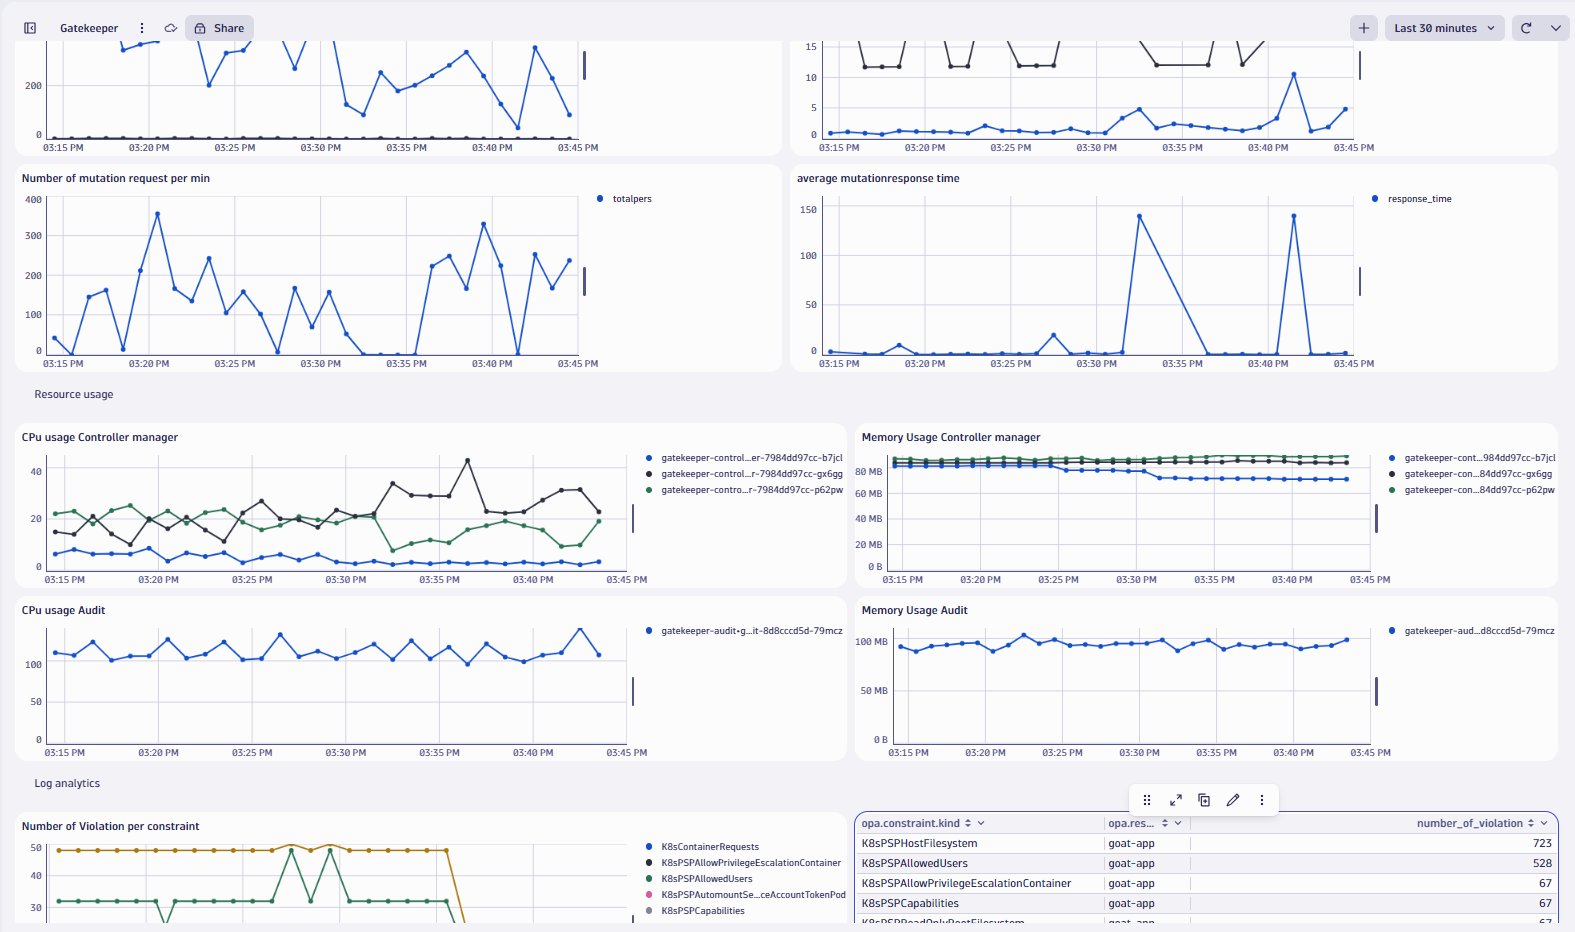 Gatekeeper
Share
Last 30 minutes
200
0
03:15 PM 03:20 PM 03:25 PM 03:30 PM 03:35 PM 03:40 PM 03:45 PM
15
10
5
0
03:15 PM 03:20 PM 03:25 PM 03:30 PM 03:35 PM 03:40 PM 03:45 PM
Number of mutation request per min
400
300
200
100
0
03:15 PM 03:20 PM 03:25 PM 03:30 PM 03:35 PM 03:40 PM 03:45 PM
totalpers
average mutationresponse time
150
100
50
0
03:15 PM 03:20 PM 03:25 PM 03:30 PM 03:35 PM 03:40 PM 03:45 PM
response_time
Resource usage
CPu usage Controller manager
40
20
0
03:15 PM 03:20 PM 03:25 PM 03:30 PM 03:35 PM 03:40 PM 03:45 PM
gatekeeper-control...er-7984dd97cc-b7jcl
gatekeeper-control...r-7984dd97cc-gx6gg
gatekeeper-contro...r-7984dd97cc-p62pw
Memory Usage Controller manager
80 MB
60 MB
40 MB
20 MB
0 B
03:15 PM 03:20 PM 03:25 PM 03:30 PM 03:35 PM 03:40 PM 03:45 PM
gatekeeper-cont...984dd97cc-b7jcl
gatekeeper-con...84dd97cc-gx6gg
gatekeeper-con...84dd97cc-p62pw
CPu usage Audit
100
50
0
03:15 PM 03:20 PM 03:25 PM 03:30 PM 03:35 PM 03:40 PM 03:45 PM
gatekeeper-audit•g...it-8d8cccd5d-79mcz
Memory Usage Audit
100 MB
50 MB
0 B
03:15 PM 03:20 PM 03:25 PM 03:30 PM 03:35 PM 03:40 PM 03:45 PM
gatekeeper-aud...d8cccd5d-79mcz
Log analytics
Number of Violation per constraint
50
40
30
K8sContainerRequests
K8sPSPAllowPrivilegeEscalationContainer
K8sPSPAllowedUsers
K8sPSPAutomountSe...ceAccountTokenPod
K8sPSPCapabilities
opa.constraint.kind opa.res... number_of_violation
K8sPSPHostFilesystem goat-app 723
K8sPSPAllowedUsers goat-app 528
K8sPSPAllowPrivilegeEscalationContainer goat-app 67
K8sPSPCapabilities goat-app 67
K8sPSPReadOnlyRootFilesystem goat-app 67